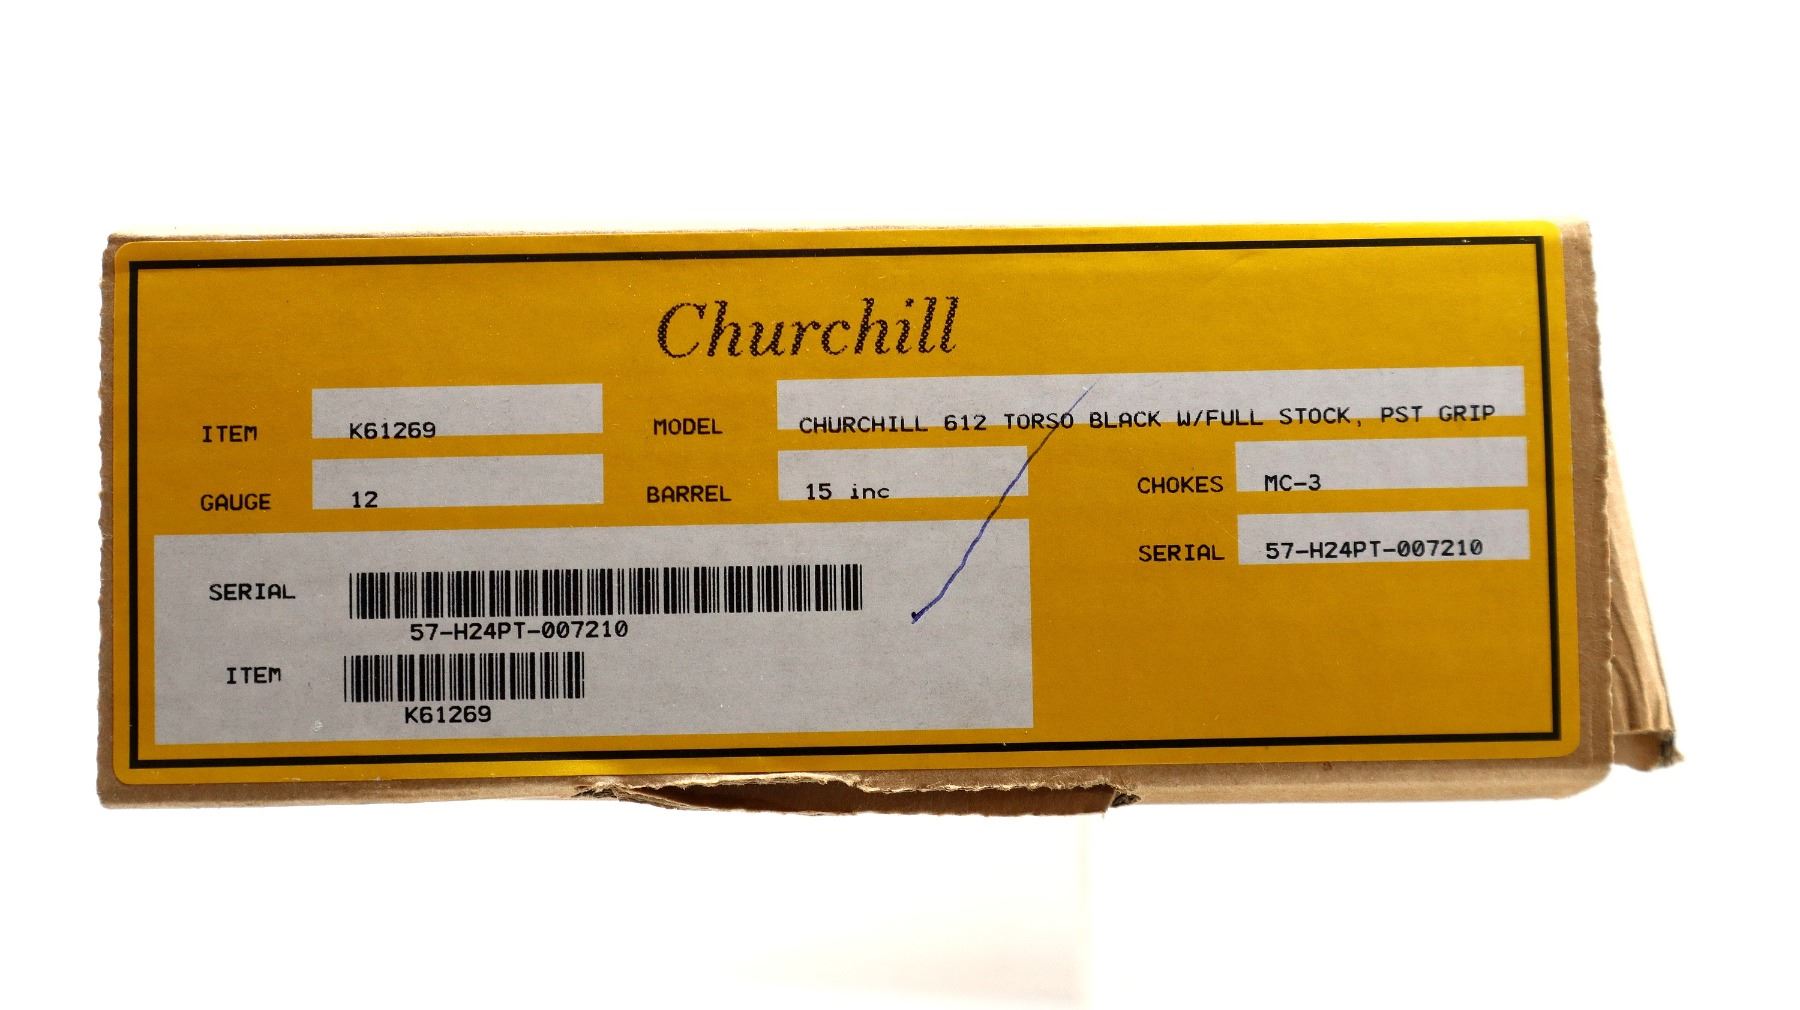 Churchill
ITEM K61269 MODEL CHURCHILL 612 TORSO BLACK W/FULL STOCK, PST GRIP
GAUGE 12 BARREL 15 inc CHOKES MC-3
SERIAL 57-H24PT-007210
SERIAL
57-H24PT-007210
ITEM
K61269